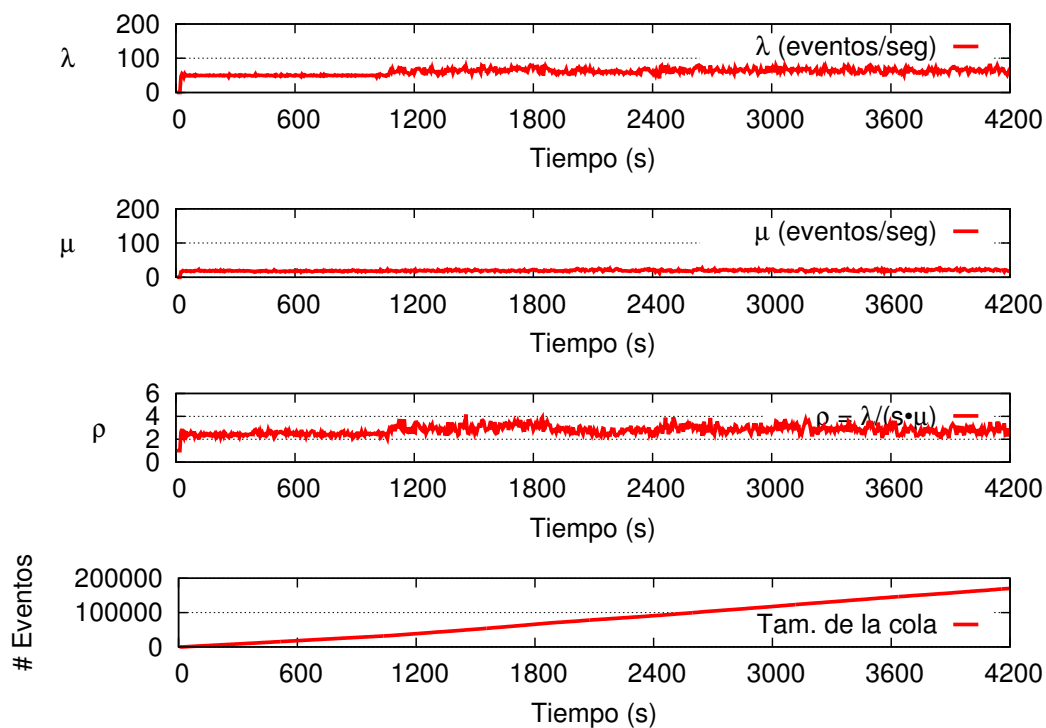 200
100
0
λ
λ (eventos/seg)
0 600 1200 1800 2400 3000 3600 4200
Tiempo (s)
200
100
0
μ
μ (eventos/seg)
0 600 1200 1800 2400 3000 3600 4200
Tiempo (s)
6
4
2
0
ρ
ρ = λ/(s•μ)
0 600 1200 1800 2400 3000 3600 4200
Tiempo (s)
# Eventos
200000
100000
0
Tam. de la cola
0 600 1200 1800 2400 3000 3600 4200
Tiempo (s)